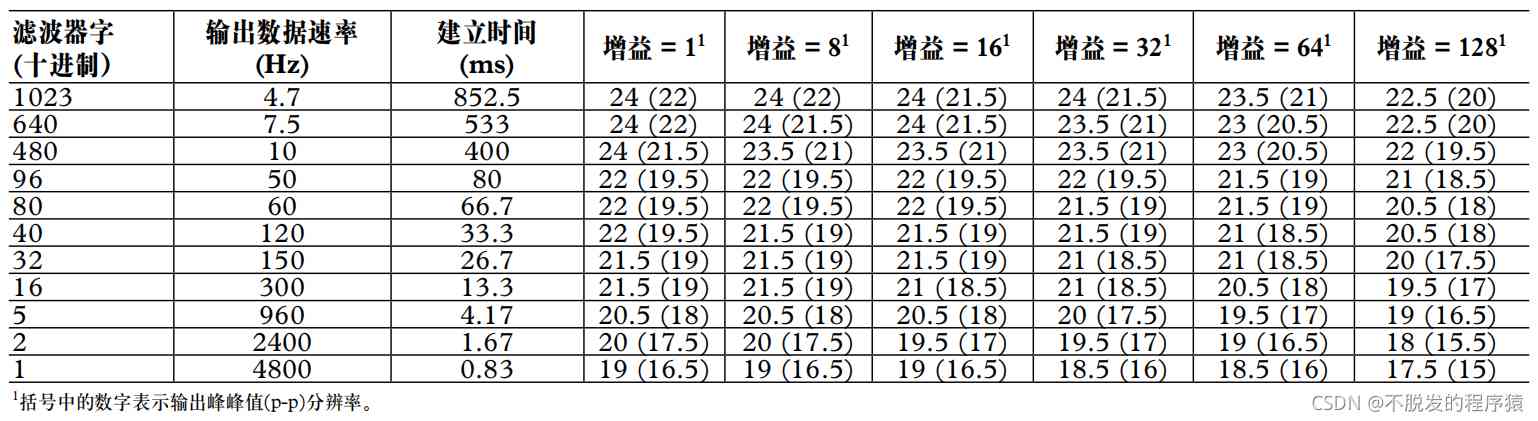 滤波器字 (十进制） 输出数据速率 (Hz) 建立时间 (ms) 增益 = 1¹ 增益 = 8¹ 增益 = 16¹ 增益 = 32¹ 增益 = 64¹ 增益 = 128¹
1023 4.7 852.5 24 (22) 24 (22) 24 (21.5) 24 (21.5) 23.5 (21) 22.5 (20)
640 7.5 533 24 (22) 24 (21.5) 24 (21.5) 23.5 (21) 23 (20.5) 22.5 (20)
480 10 400 24 (21.5) 23.5 (21) 23.5 (21) 23.5 (21) 23 (20.5) 22 (19.5)
96 50 80 22 (19.5) 22 (19.5) 22 (19.5) 22 (19.5) 21.5 (19) 21 (18.5)
80 60 66.7 22 (19.5) 22 (19.5) 22 (19.5) 21.5 (19) 21.5 (19) 20.5 (18)
40 120 33.3 22 (19.5) 21.5 (19) 21.5 (19) 21.5 (19) 21 (18.5) 20.5 (18)
32 150 26.7 21.5 (19) 21.5 (19) 21.5 (19) 21 (18.5) 21 (18.5) 20 (17.5)
16 300 13.3 21.5 (19) 21.5 (19) 21 (18.5) 21 (18.5) 20.5 (18) 19.5 (17)
5 960 4.17 20.5 (18) 20.5 (18) 20.5 (18) 20 (17.5) 19.5 (17) 19 (16.5)
2 2400 1.67 20 (17.5) 20 (17.5) 19.5 (17) 19.5 (17) 19 (16.5) 18 (15.5)
1 4800 0.83 19 (16.5) 19 (16.5) 19 (16.5) 18.5 (16) 18.5 (16) 17.5 (15)
¹括号中的数字表示输出峰峰值(p-p)分辨率。
CSDN @不脱发的程序猿